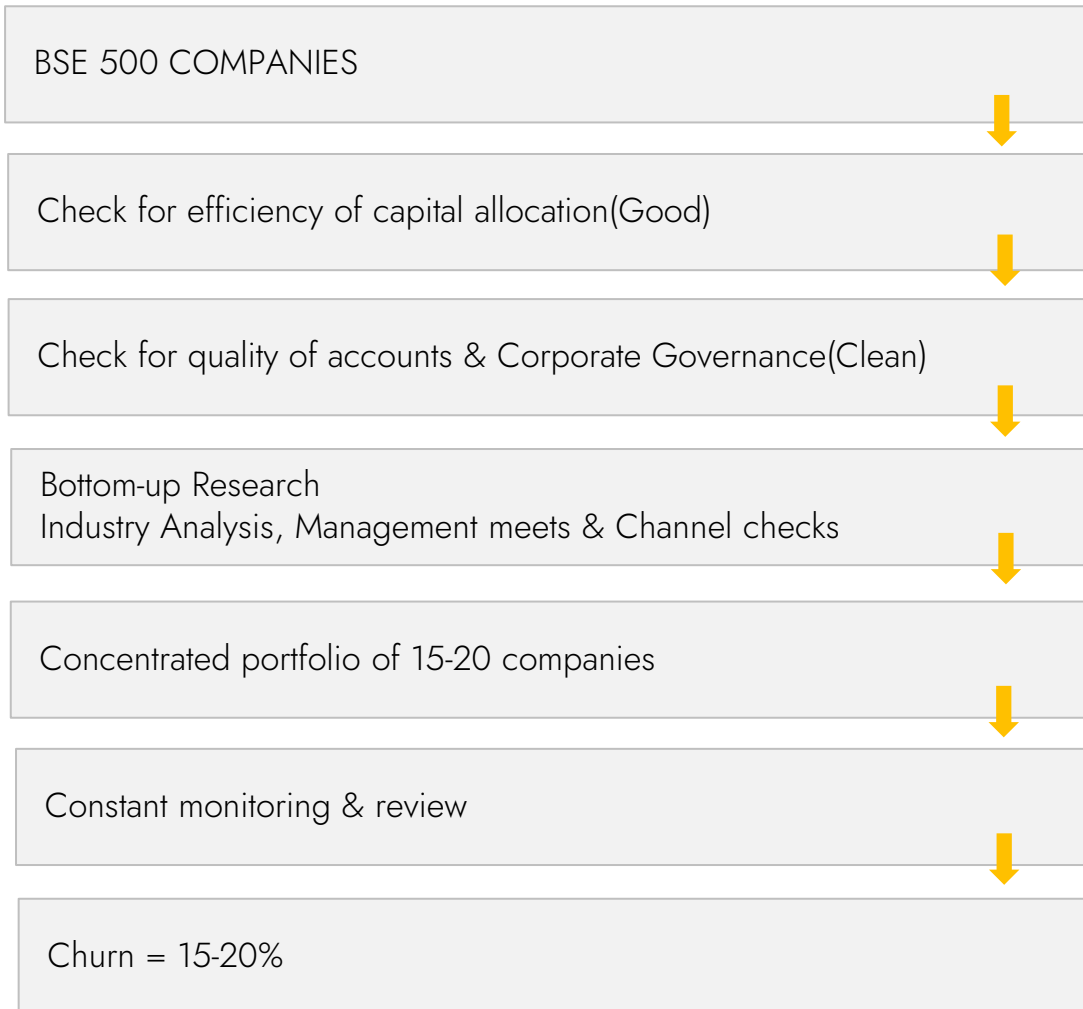 BSE 500 COMPANIES
Check for efficiency of capital allocation(Good)
Check for quality of accounts & Corporate Governance(Clean)
Bottom-up Research
Industry Analysis, Management meets & Channel checks
Concentrated portfolio of 15-20 companies
Constant monitoring & review
Churn = 15-20%